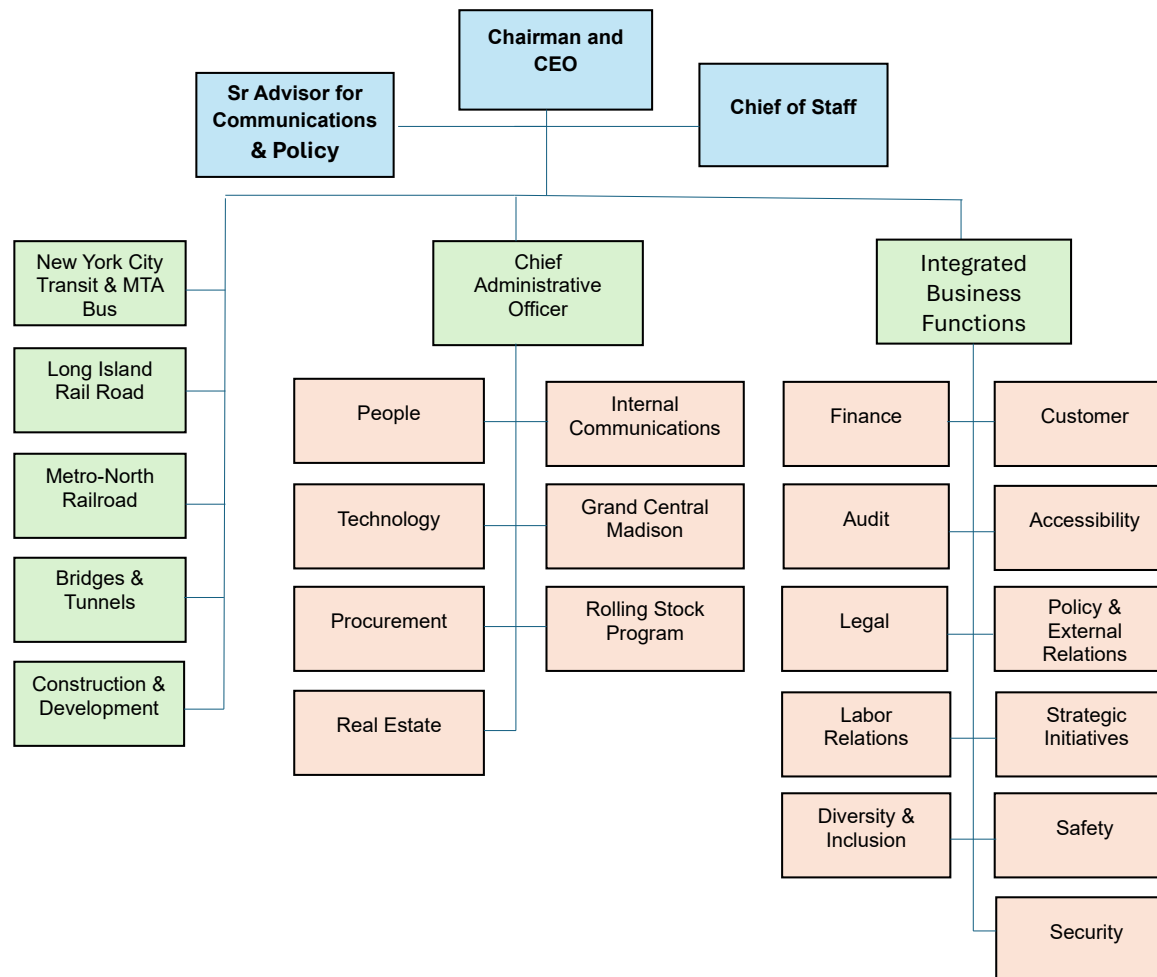 Chairman and
CEO
Sr Advisor for
Communications
& Policy
Chief of Staff
New York City
Transit & MTA
Bus
Long Island
Rail Road
Metro-North
Railroad
Bridges &
Tunnels
Construction &
Development
Chief
Administrative
Officer
People
Internal
Communications
Technology
Grand Central
Madison
Procurement
Rolling Stock
Program
Real Estate
Integrated
Business
Functions
Finance
Customer
Audit
Accessibility
Legal
Policy &
External
Relations
Labor
Relations
Strategic
Initiatives
Diversity &
Inclusion
Safety
Security